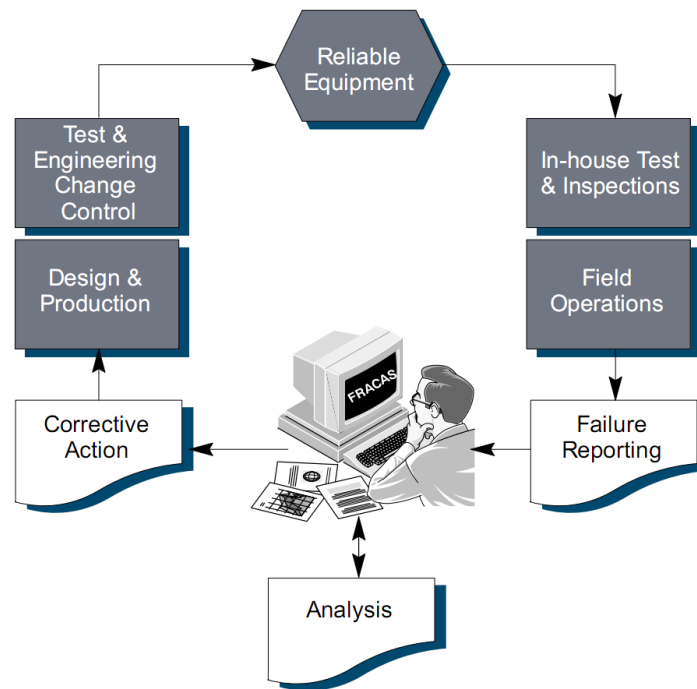 Reliable
Equipment
Test &
Engineering
Change
Control
In-house Test
& Inspections
Design &
Production
Field
Operations
FRACAS
Corrective
Action
Failure
Reporting
Analysis